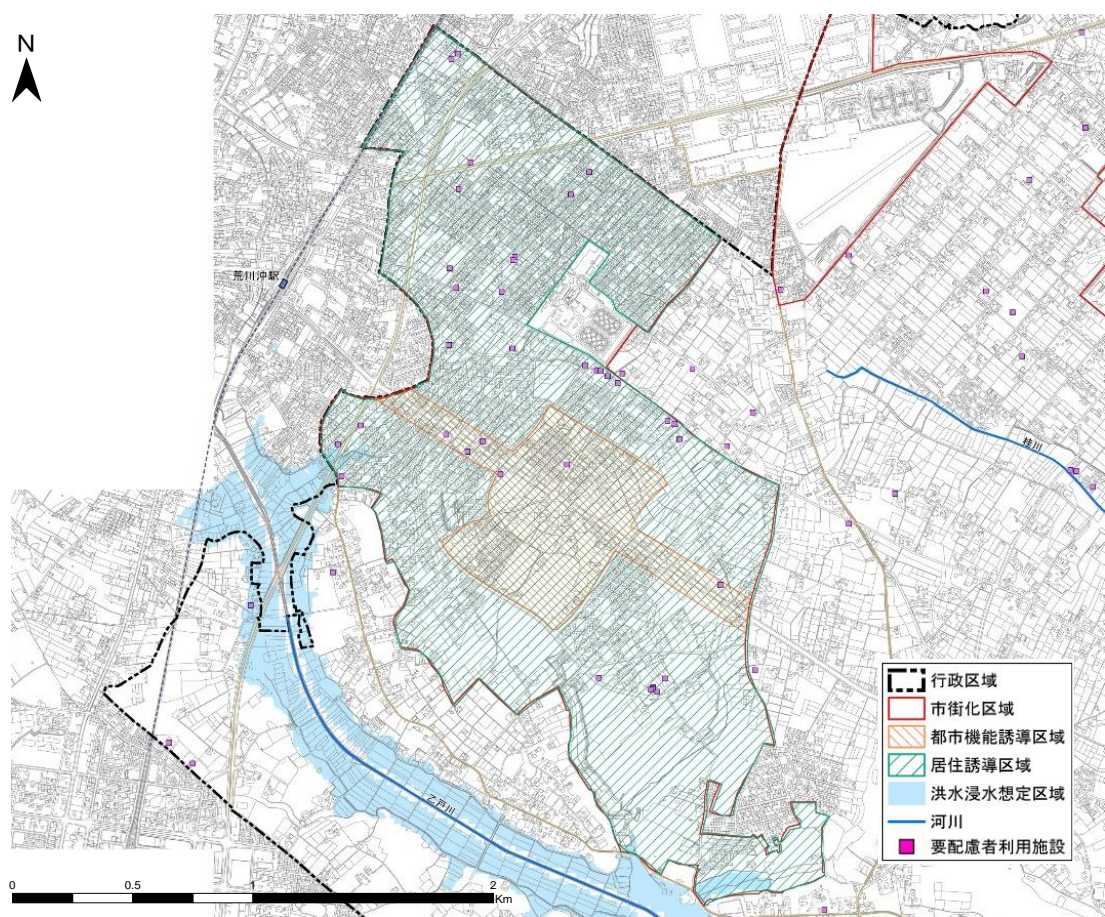 N
荒川沖駅
桂川
乙戸川
行政区域
市街化区域
都市機能誘導区域
居住誘導区域
洪水浸水想定区域
河川
要配慮者利用施設
0 0.5 1 2
Km